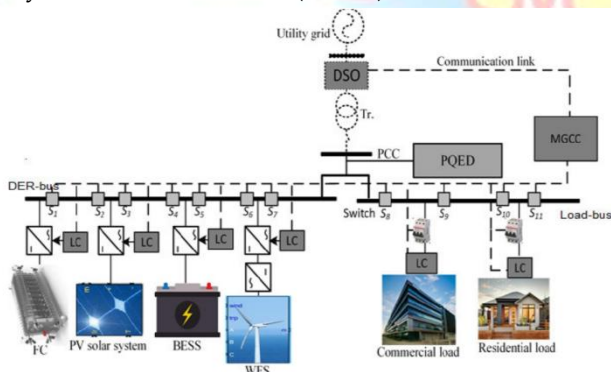 Utility grid
DSO
Communication link
Tr.
MGCC
PCC
PQED
DER-bus
S1 S2 S3 S4 S5 S6 S7
Switch S8 S9 S10 S11
Load-bus
LC LC LC LC
LC LC
FC
PV solar system
BESS
WFS
Commercial load
Residential load